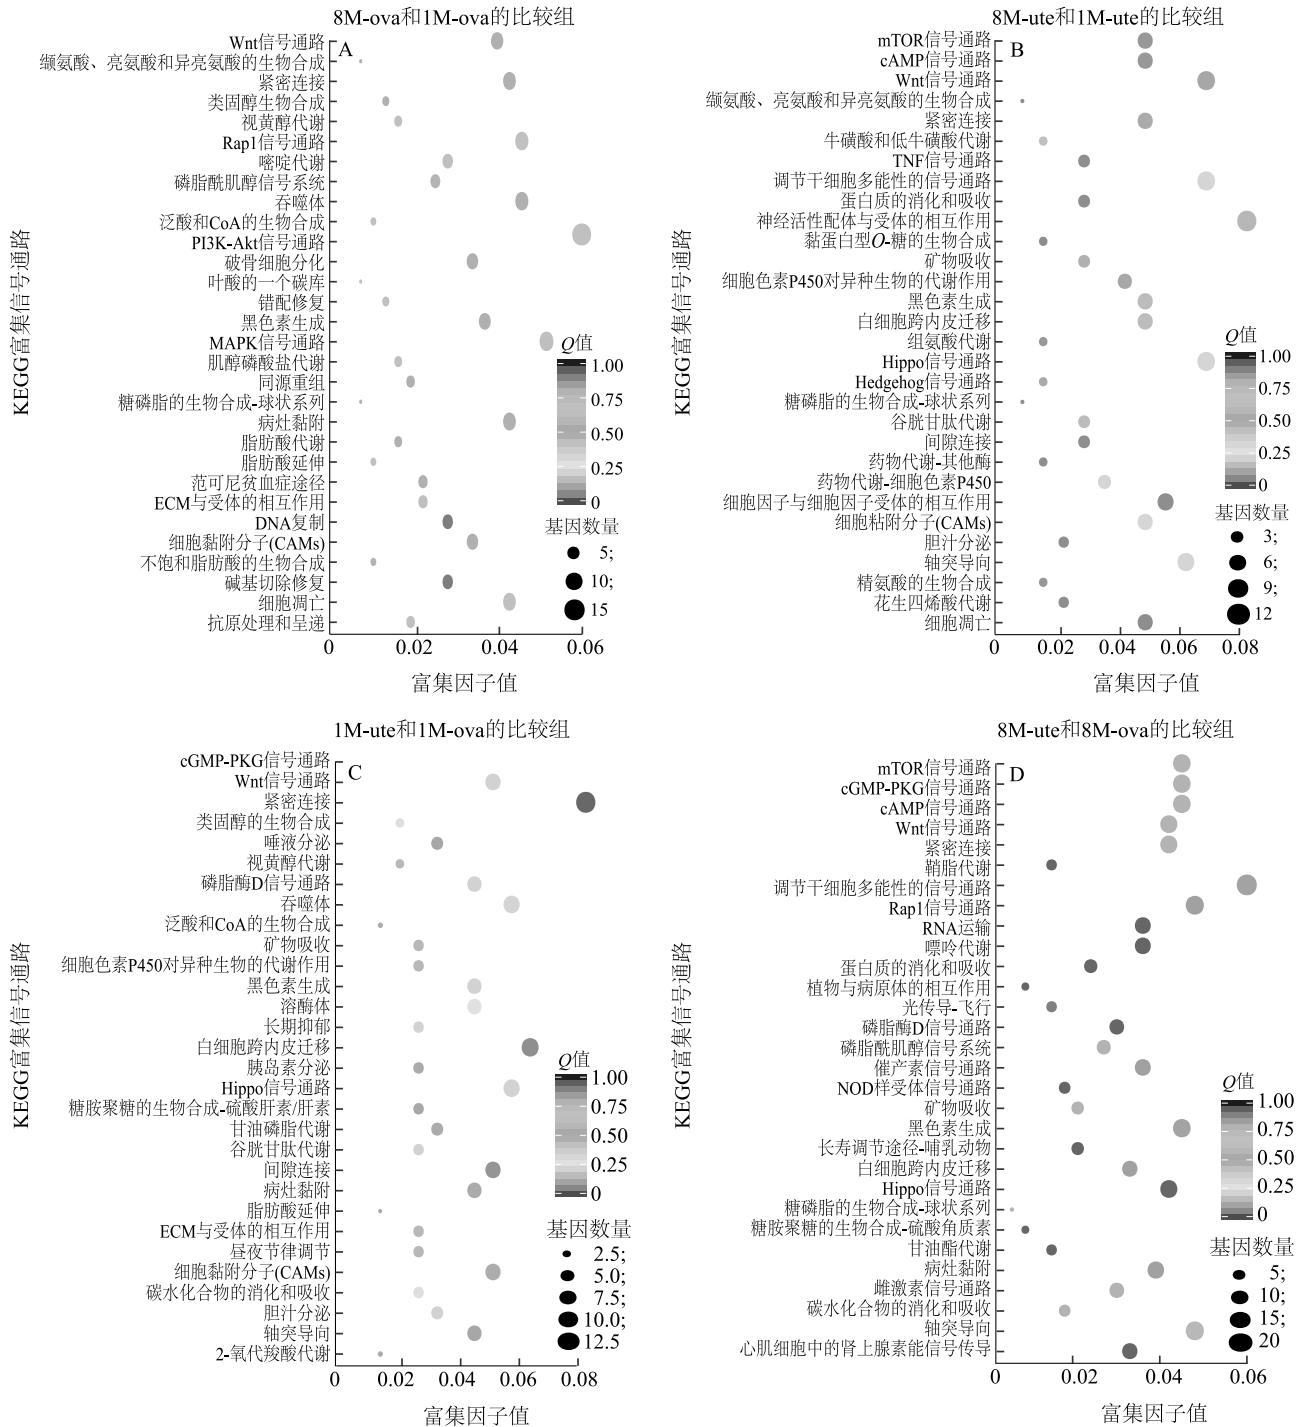 8M-ova和1M-ova的比较组
A
KEGG富集信号通路
Wnt信号通路
缬氨酸、亮氨酸和异亮氨酸的生物合成
紧密连接
类固醇生物合成
视黄醇代谢
Rap1信号通路
嘧啶代谢
磷脂酰肌醇信号系统
吞噬体
泛酸和CoA的生物合成
PI3K-Akt信号通路
破骨细胞分化
叶酸的一个碳库
错配修复
黑色素生成
MAPK信号通路
肌醇磷酸盐代谢
同源重组
糖磷脂的生物合成-球状系列
病灶黏附
脂肪酸代谢
脂肪酸延伸
范可尼贫血症途径
ECM与受体的相互作用
DNA复制
细胞黏附分子(CAMs)
不饱和脂肪酸的生物合成
碱基切除修复
细胞凋亡
抗原处理和呈递
Q值
1.00
0.75
0.50
0.25
0
基因数量
5;
10;
15
0 0.02 0.04 0.06
富集因子值
8M-ute和1M-ute的比较组
B
KEGG富集信号通路
mTOR信号通路
cAMP信号通路
Wnt信号通路
缬氨酸、亮氨酸和异亮氨酸的生物合成
紧密连接
牛磺酸和低牛磺酸代谢
TNF信号通路
调节干细胞多能性的信号通路
蛋白质的消化和吸收
神经活性配体与受体的相互作用
黏蛋白型O-糖的生物合成
矿物吸收
细胞色素P450对异种生物的代谢作用
黑色素生成
白细胞跨内皮迁移
组氨酸代谢
Hippo信号通路
Hedgehog信号通路
糖磷脂的生物合成-球状系列
谷胱甘肽代谢
间隙连接
药物代谢-其他酶
药物代谢-细胞色素P450
细胞因子与细胞因子受体的相互作用
细胞粘附分子(CAMs)
胆汁分泌
轴突导向
精氨酸的生物合成
花生四烯酸代谢
细胞凋亡
Q值
1.00
0.75
0.50
0.25
0
基因数量
3;
6;
9;
12
0 0.02 0.04 0.06 0.08
富集因子值
1M-ute和1M-ova的比较组
C
KEGG富集信号通路
cGMP-PKG信号通路
Wnt信号通路
紧密连接
类固醇的生物合成
唾液分泌
视黄醇代谢
磷脂酶D信号通路
吞噬体
泛酸和CoA的生物合成
矿物吸收
细胞色素P450对异种生物的代谢作用
黑色素生成
溶酶体
长期抑郁
白细胞跨内皮迁移
胰岛素分泌
Hippo信号通路
糖胺聚糖的生物合成-硫酸肝素/肝素
甘油磷脂代谢
谷胱甘肽代谢
间隙连接
病灶黏附
脂肪酸延伸
ECM与受体的相互作用
昼夜节律调节
细胞黏附分子(CAMs)
碳水化合物的消化和吸收
胆汁分泌
轴突导向
2-氧代羧酸代谢
Q值
1.00
0.75
0.50
0.25
0
基因数量
2.5;
5.0;
7.5;
10.0;
12.5
0 0.02 0.04 0.06 0.08
富集因子值
8M-ute和8M-ova的比较组
D
KEGG富集信号通路
mTOR信号通路
cGMP-PKG信号通路
cAMP信号通路
Wnt信号通路
紧密连接
鞘脂代谢
调节干细胞多能性的信号通路
Rap1信号通路
RNA运输
嘌呤代谢
蛋白质的消化和吸收
植物与病原体的相互作用
光传导-飞行
磷脂酶D信号通路
磷脂酰肌醇信号系统
催产素信号通路
NOD样受体信号通路
矿物吸收
黑色素生成
长寿调节途径-哺乳动物
白细胞跨内皮迁移
Hippo信号通路
糖磷脂的生物合成-球状系列
糖胺聚糖的生物合成-硫酸角质素
甘油酯代谢
病灶黏附
雌激素信号通路
碳水化合物的消化和吸收
轴突导向
心肌细胞中的肾上腺素能信号传导
Q值
1.00
0.75
0.50
0.25
0
基因数量
5;
10;
15;
20
0 0.02 0.04 0.06
富集因子值